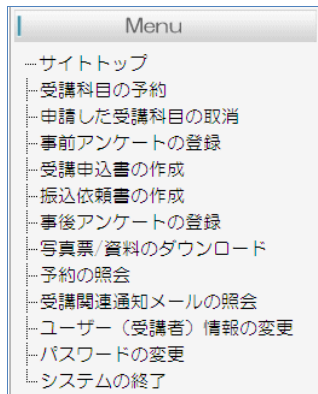 Menu
サイトトップ
受講科目の予約
申請した受講科目の取消
事前アンケートの登録
受講申込書の作成
振込依頼書の作成
事後アンケートの登録
写真票/資料のダウンロード
予約の照会
受講関連通知メールの照会
ユーザー（受講者）情報の変更
パスワードの変更
システムの終了